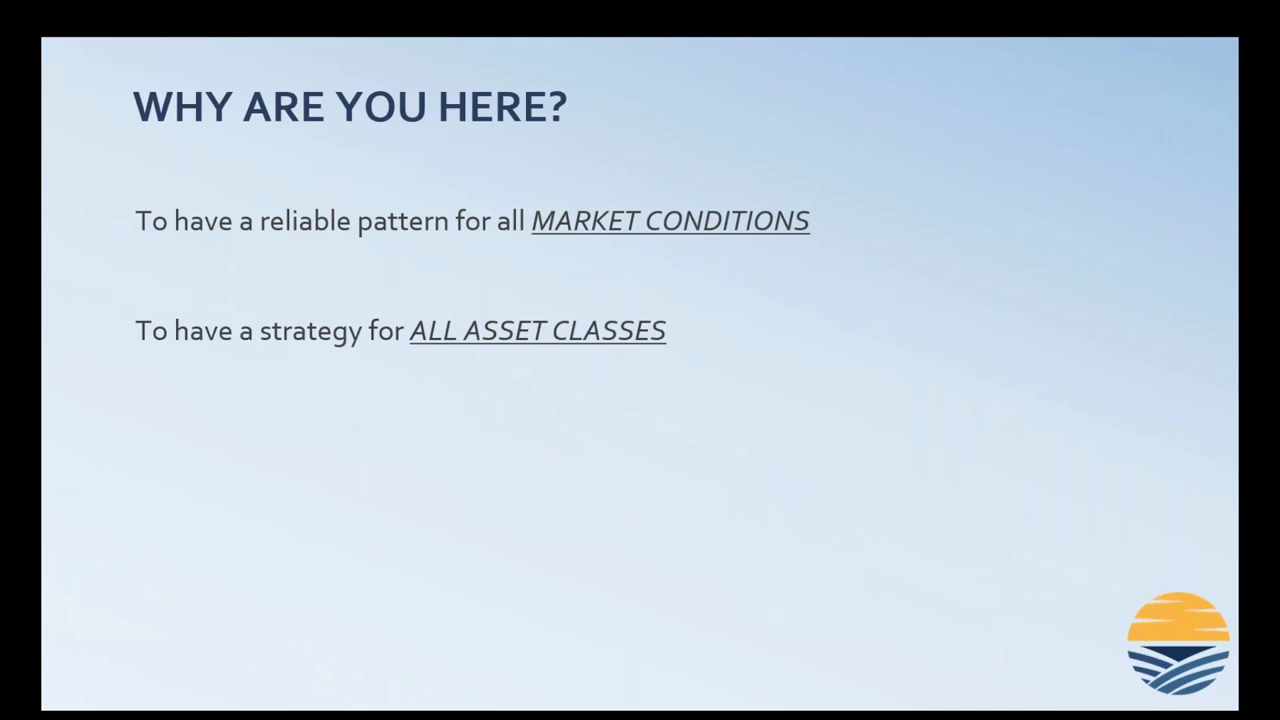 WHY ARE YOU HERE?
To have a reliable pattern for all MARKET CONDITIONS
To have a strategy for ALL ASSET CLASSES